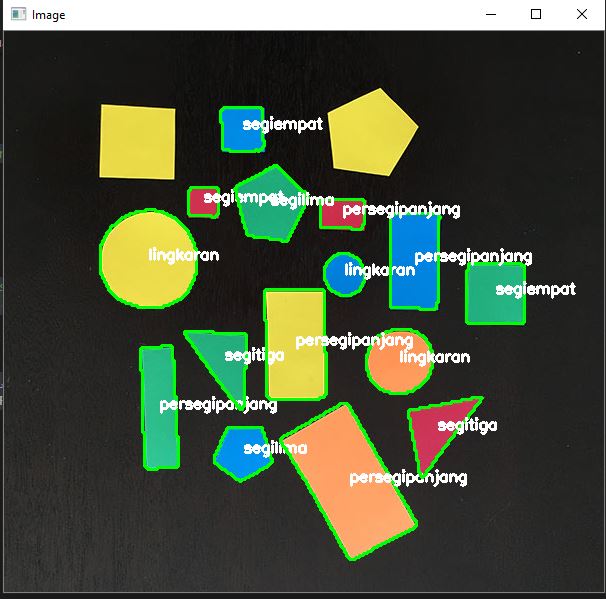 Image
segiempat
segiempat
segilima
persegipanjang
lingkaran
persegipanjang
lingkaran
segiempat
persegipanjang
segitiga
lingkaran
persegipanjang
segitiga
segilima
persegipanjang